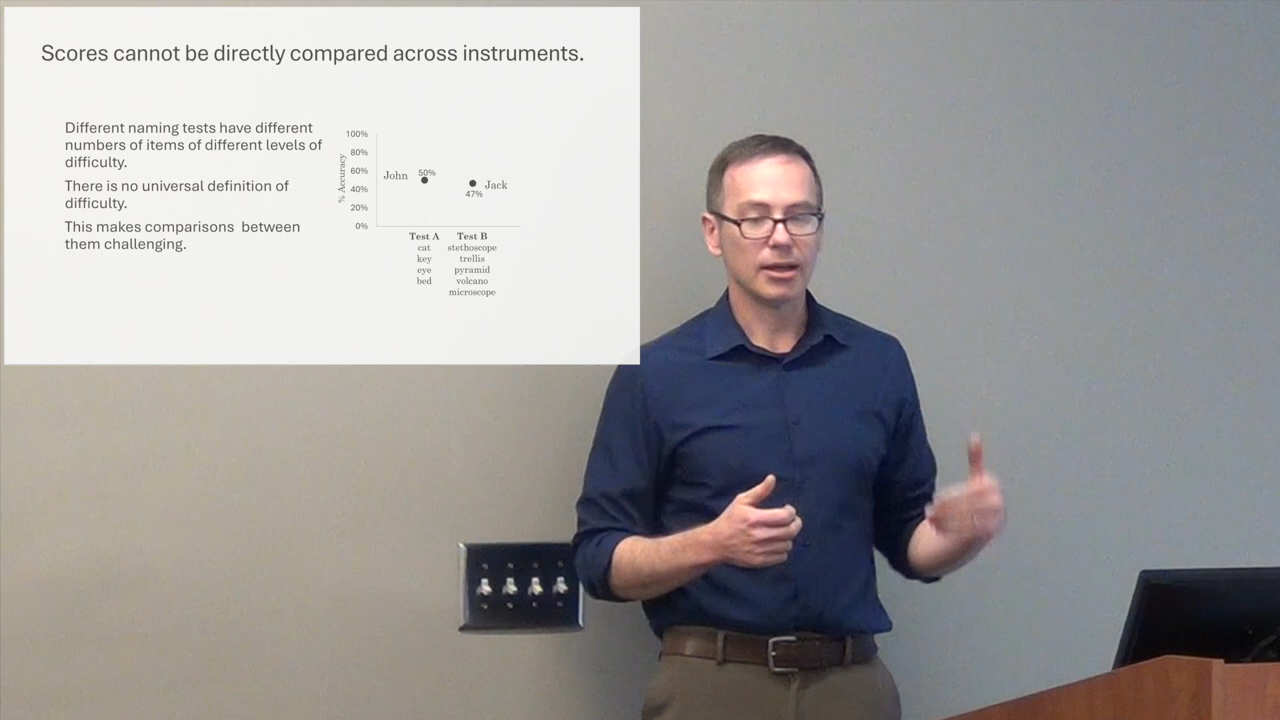 Scores cannot be directly compared across instruments.
Different naming tests have different
numbers of items of different levels of
difficulty.
There is no universal definition of
difficulty.
This makes comparisons  between
them challenging.
% Accuracy
100%
80%
60%
40%
20%
0%
John
50%
47%
Jack
Test A
cat
key
eye
bed
Test B
stethoscope
trellis
pyramid
volcano
microscope